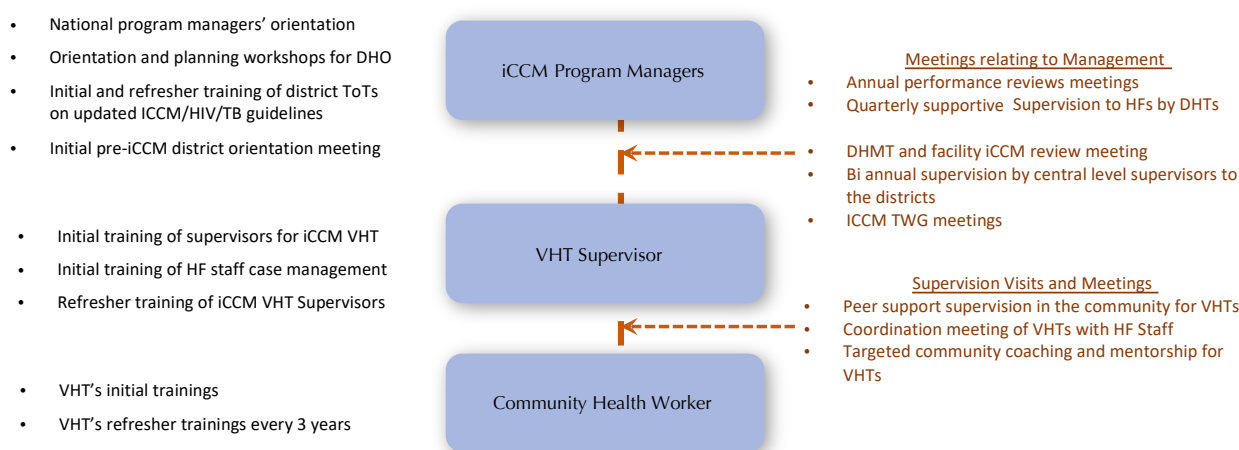 • National program managers’ orientation
• Orientation and planning workshops for DHO
• Initial and refresher training of district ToTs
on updated ICCM/HIV/TB guidelines
• Initial pre-iCCM district orientation meeting
iCCM Program Managers
Meetings relating to Management
• Annual performance reviews meetings
• Quarterly supportive Supervision to HFs by DHTs
• DHMT and facility iCCM review meeting
• Bi annual supervision by central level supervisors to
the districts
• ICCM TWG meetings
• Initial training of supervisors for iCCM VHT
• Initial training of HF staff case management
• Refresher training of iCCM VHT Supervisors
VHT Supervisor
Supervision Visits and Meetings
• Peer support supervision in the community for VHTs
• Coordination meeting of VHTs with HF Staff
• Targeted community coaching and mentorship for
VHTs
• VHT’s initial trainings
• VHT’s refresher trainings every 3 years
Community Health Worker